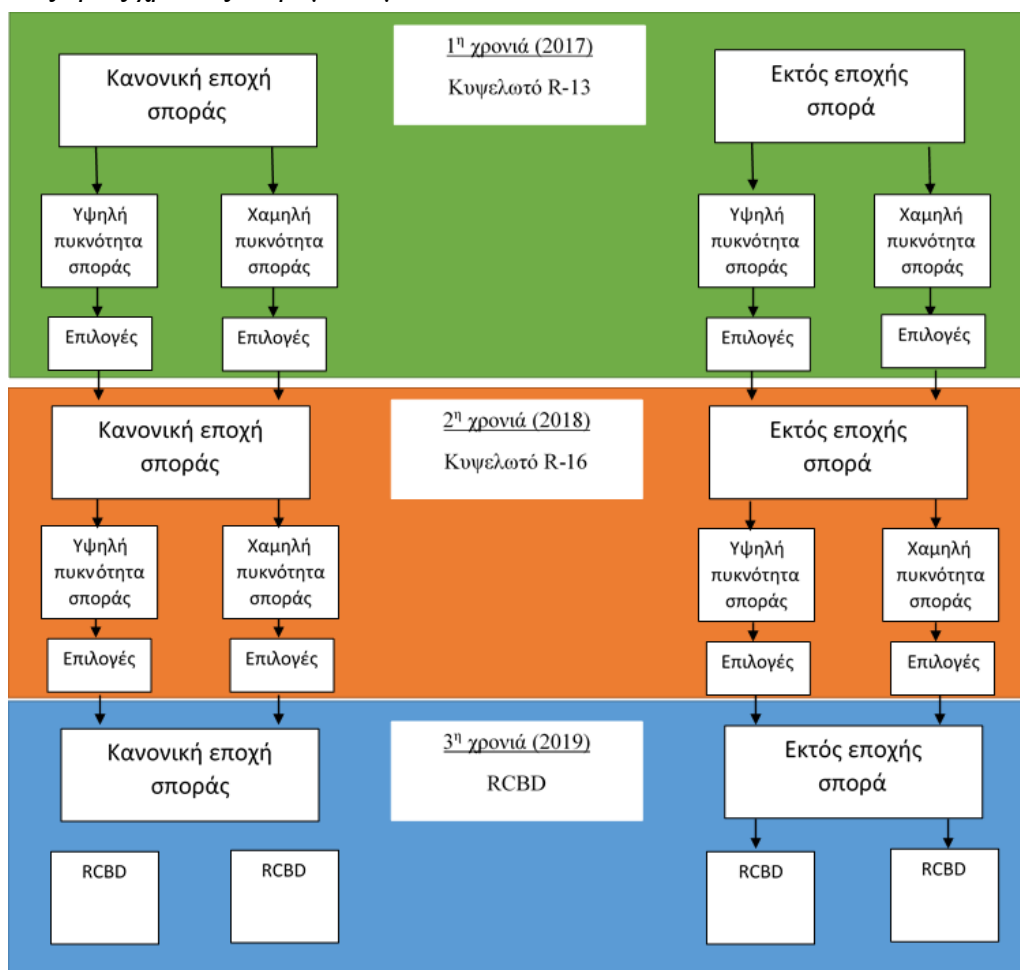 1η χρονιά (2017)
Κυψελωτό R-13
Κανονική εποχή
σποράς
Εκτός εποχής
σπορά
Υψηλή
πυκνότητα
σποράς
Χαμηλή
πυκνότητα
σποράς
Υψηλή
πυκνότητα
σποράς
Χαμηλή
πυκνότητα
σποράς
Επιλογές
Επιλογές
Επιλογές
Επιλογές
2η χρονιά (2018)
Κυψελωτό R-16
Κανονική εποχή
σποράς
Εκτός εποχής
σπορά
Υψηλή
πυκνότητα
σποράς
Χαμηλή
πυκνότητα
σποράς
Υψηλή
πυκνότητα
σποράς
Χαμηλή
πυκνότητα
σποράς
Επιλογές
Επιλογές
Επιλογές
Επιλογές
3η χρονιά (2019)
RCBD
Κανονική εποχή
σποράς
Εκτός εποχής
σπορά
RCBD
RCBD
RCBD
RCBD